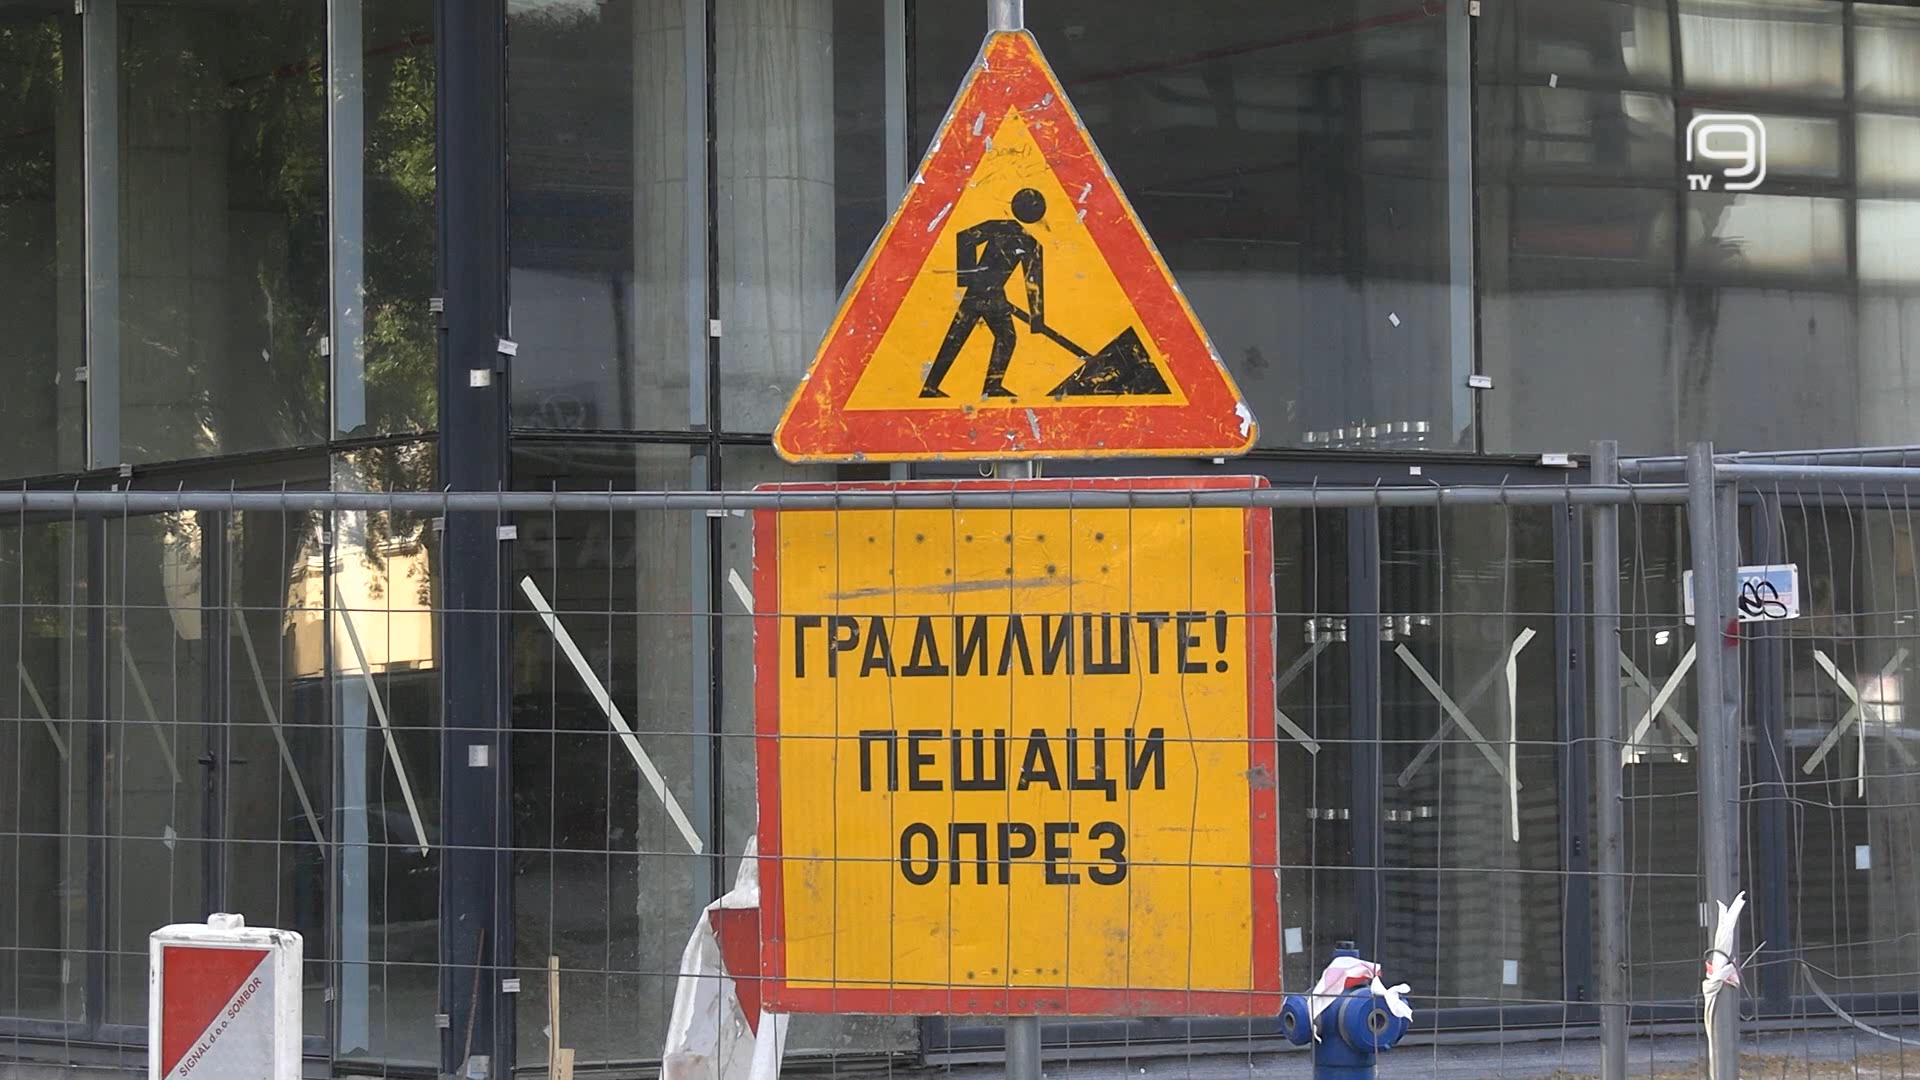 9
TV
ГРАДИЛИШТЕ!
ПЕШАЦИ
ОПРЕЗ
SIGNAL d.o.o. SOMBOR